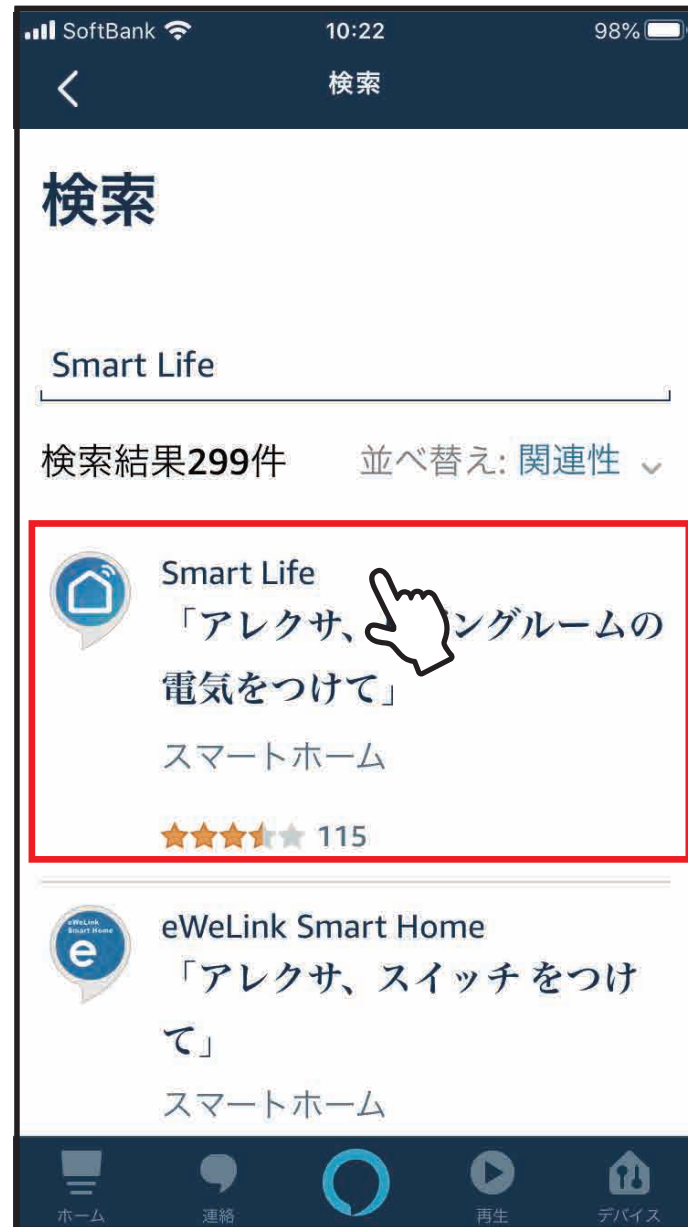 SoftBank 10:22 98%
検索
検索
Smart Life
検索結果299件 並べ替え: 関連性
Smart Life
「アレクサ、 ングルームの
電気をつけて」
スマートホーム
115
eWeLink Smart Home
e
eWeLink Smart Home
「アレクサ、スイッチ をつけ
て」
スマートホーム
ホーム 連絡 再生 デバイス